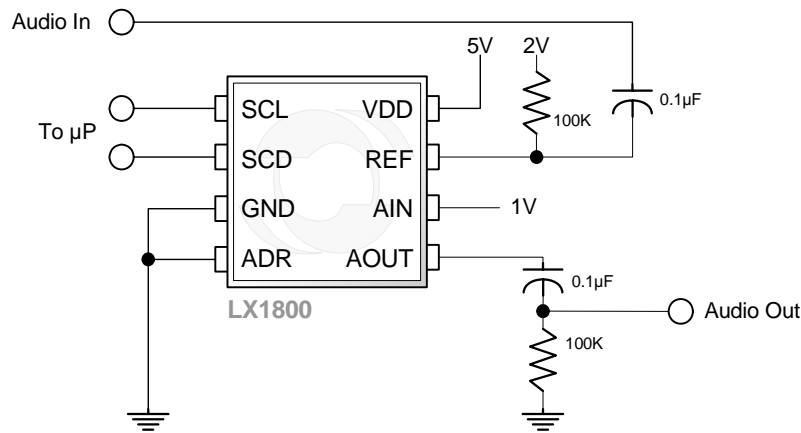 Audio In
5V
2V
SCL
VDD
100K
0.1µF
To µP
SCD
REF
GND
AIN
1V
ADR
AOUT
0.1µF
LX1800
Audio Out
100K